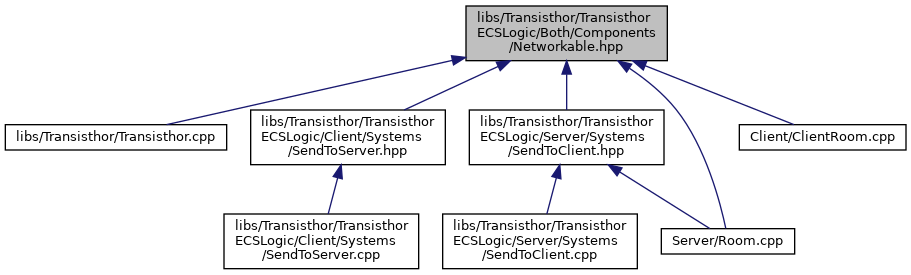 libs/Transisthor/Transisthor
ECSLogic/Both/Components
/Networkable.hpp
libs/Transisthor/Transisthor.cpp
libs/Transisthor/Transisthor
ECSLogic/Client/Systems
/SendToServer.hpp
libs/Transisthor/Transisthor
ECSLogic/Server/Systems
/SendToClient.hpp
Client/ClientRoom.cpp
libs/Transisthor/Transisthor
ECSLogic/Client/Systems
/SendToServer.cpp
libs/Transisthor/Transisthor
ECSLogic/Server/Systems
/SendToClient.cpp
Server/Room.cpp